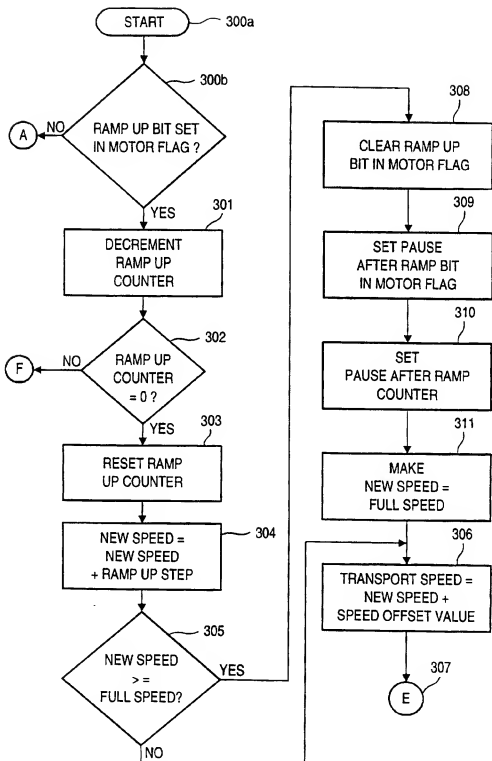 START
300a
300b
RAMP UP BIT SET
IN MOTOR FLAG ?
NO
A
YES
301
DECREMENT
RAMP UP
COUNTER
302
RAMP UP
COUNTER
= 0 ?
NO
F
YES
303
RESET RAMP
UP COUNTER
304
NEW SPEED =
NEW SPEED
+ RAMP UP STEP
305
NEW SPEED
>=
FULL SPEED?
YES
NO
308
CLEAR RAMP UP
BIT IN MOTOR FLAG
309
SET PAUSE
AFTER RAMP BIT
IN MOTOR FLAG
310
SET
PAUSE AFTER RAMP
COUNTER
311
MAKE
NEW SPEED =
FULL SPEED
306
TRANSPORT SPEED =
NEW SPEED +
SPEED OFFSET VALUE
307
E